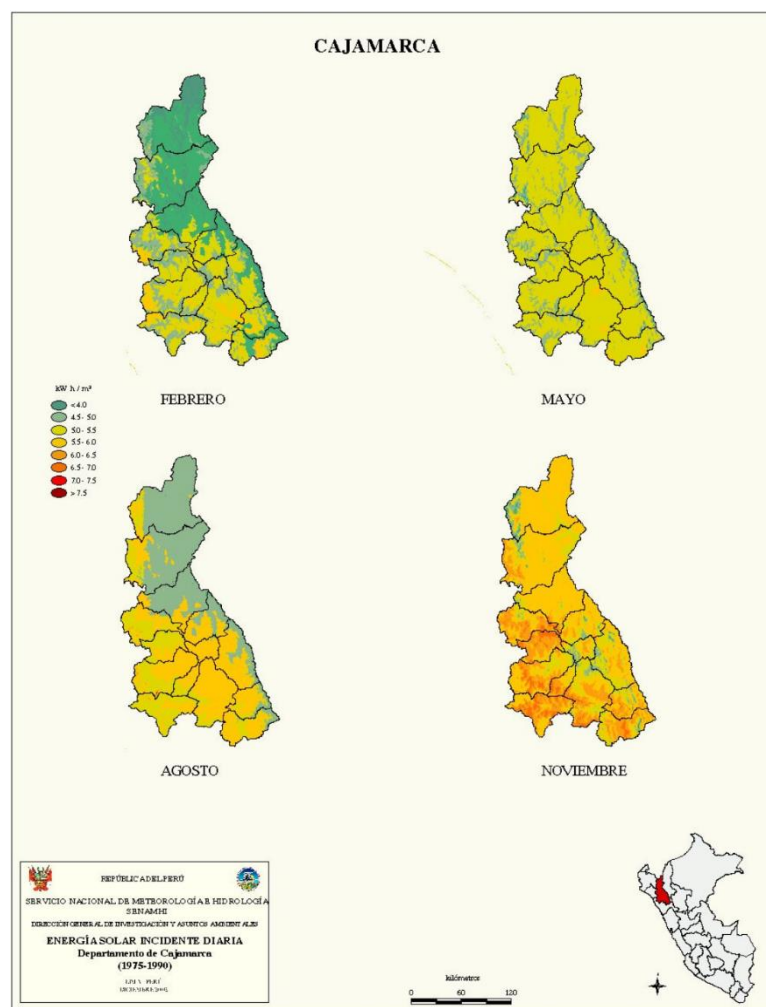 CAJAMARCA
FEBRERO
MAYO
kW h / m²
< 4.0
4.5 - 5.0
5.0 - 5.5
5.5 - 6.0
6.0 - 6.5
6.5 - 7.0
7.0 - 7.5
> 7.5
AGOSTO
NOVIEMBRE
REPÚBLICA DEL PERÚ
SERVICIO NACIONAL DE METEOROLOGÍA E HIDROLOGÍA
SENAMHI
DIRECCIÓN GENERAL DE INVESTIGACIÓN Y ASUNTOS AMBIENTALES
ENERGÍA SOLAR INCIDENTE DIARIA
Departamento de Cajamarca
(1975-1990)
LIMA - PERÚ
kilómetros
0 60 120